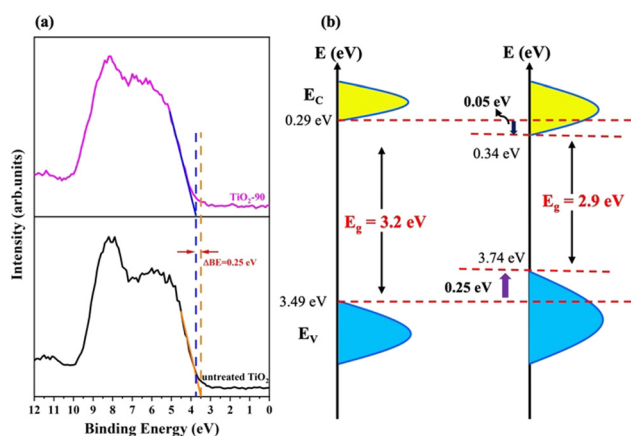 (a)
Intensity (arb.units)
TiO₂-90
ΔBE=0.25 eV
untreated TiO₂
12 11 10 9 8 7 6 5 4 3 2 1 0
Binding Energy (eV)
(b)
E (eV)
E (eV)
E_C
0.05 eV
0.29 eV
0.34 eV
E_g = 3.2 eV
E_g = 2.9 eV
3.74 eV
0.25 eV
3.49 eV
E_V